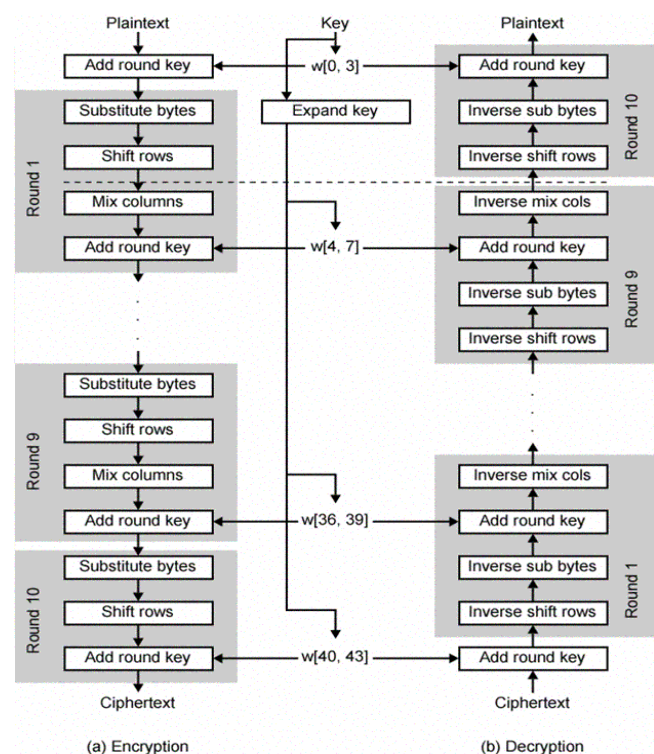 Plaintext
Add round key
Substitute bytes
Shift rows
Mix columns
Add round key
Round 1
. . .
Substitute bytes
Shift rows
Mix columns
Add round key
Round 9
Substitute bytes
Shift rows
Add round key
Round 10
Ciphertext
(a) Encryption
Key
w[0, 3]
Expand key
w[4, 7]
w[36, 39]
w[40, 43]
Plaintext
Add round key
Inverse sub bytes
Inverse shift rows
Round 10
Inverse mix cols
Add round key
Inverse sub bytes
Inverse shift rows
Round 9
. . .
Inverse mix cols
Add round key
Inverse sub bytes
Inverse shift rows
Round 1
Add round key
Ciphertext
(b) Decryption